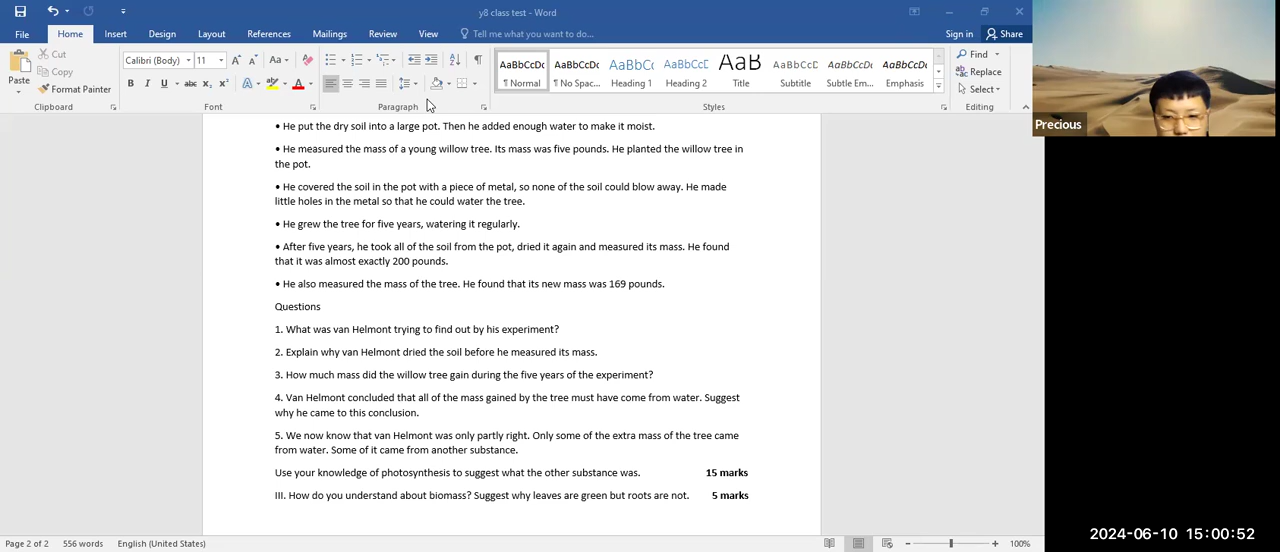 y8 class test - Word
File Home Insert Design Layout References Mailings Review View Tell me what you want to do... Sign in Share
Paste
Cut
Copy
Format Painter
Clipboard
Calibri (Body) 11
Font
Paragraph
AaBbCcDc AaBbCcDc AaBbCc AaBbCcD AaB AaBbCcD AaBbCcDc AaBbCcDc
¶ Normal ¶ No Spac... Heading 1 Heading 2 Title Subtitle Subtle Em... Emphasis
Styles
Find
Replace
Select
Editing
Precious
• He put the dry soil into a large pot. Then he added enough water to make it moist.
• He measured the mass of a young willow tree. Its mass was five pounds. He planted the willow tree in
the pot.
• He covered the soil in the pot with a piece of metal, so none of the soil could blow away. He made
little holes in the metal so that he could water the tree.
• He grew the tree for five years, watering it regularly.
• After five years, he took all of the soil from the pot, dried it again and measured its mass. He found
that it was almost exactly 200 pounds.
• He also measured the mass of the tree. He found that its new mass was 169 pounds.
Questions
1. What was van Helmont trying to find out by his experiment?
2. Explain why van Helmont dried the soil before he measured its mass.
3. How much mass did the willow tree gain during the five years of the experiment?
4. Van Helmont concluded that all of the mass gained by the tree must have come from water. Suggest
why he came to this conclusion.
5. We now know that van Helmont was only partly right. Only some of the extra mass of the tree came
from water. Some of it came from another substance.
Use your knowledge of photosynthesis to suggest what the other substance was. 15 marks
III. How do you understand about biomass? Suggest why leaves are green but roots are not. 5 marks
Page 2 of 2 556 words English (United States) 100%
2024-06-10 15:00:52